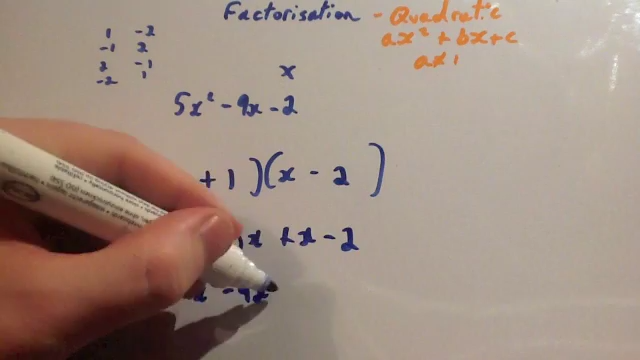 Factorisation - Quadratic
ax² + bx + c
a≠1
1 -2
-1 2
2 -1
-2 1
x
5x² - 9x - 2
+ 1)(x - 2)
x + x - 2
- 9x